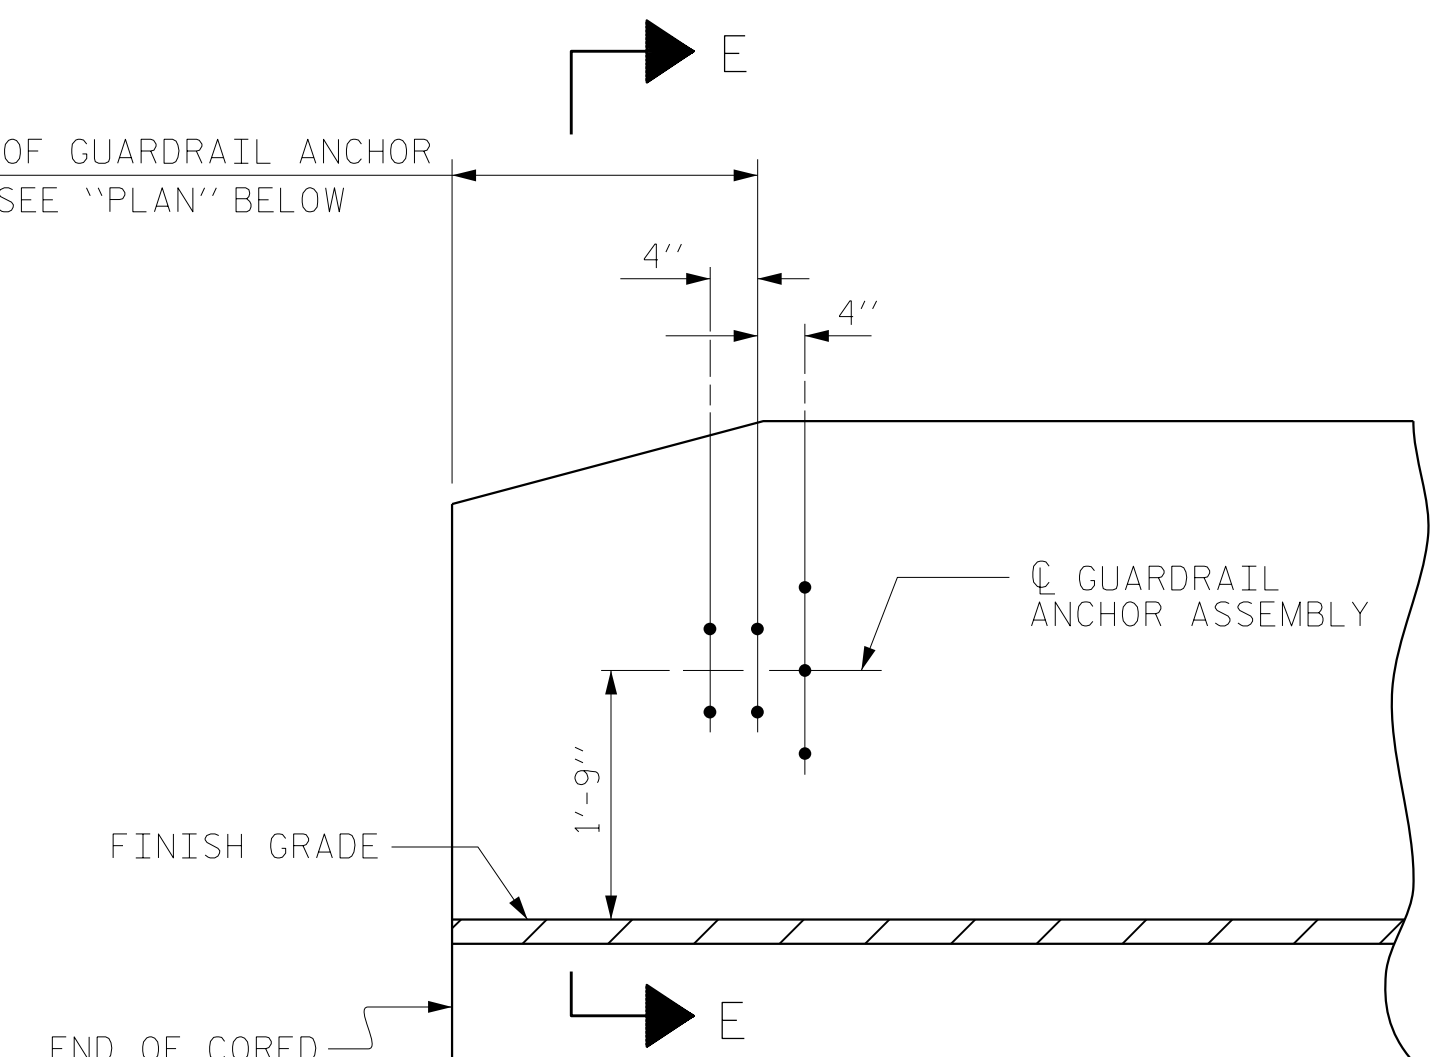 E
OF GUARDRAIL ANCHOR
SEE ‵‵PLAN′′ BELOW
4′′
4′′
℄ GUARDRAIL
ANCHOR ASSEMBLY
1′-9′′
FINISH GRADE
E
END OF CORED